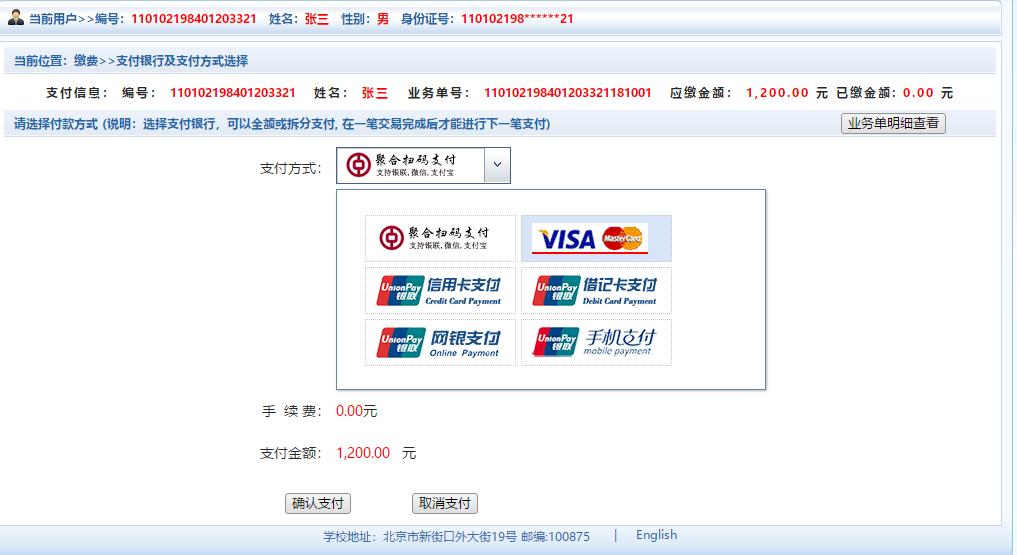 当前用户>>编号：110102198401203321 姓名：张三 性别：男 身份证号：110102198******21
当前位置：缴费>>支付银行及支付方式选择
支付信息： 编号： 110102198401203321 姓名： 张三 业务单号： 110102198401203321181001 应缴金额： 1,200.00 元 已缴金额：0.00 元
请选择付款方式 (说明：选择支付银行，可以全额或拆分支付, 在一笔交易完成后才能进行下一笔支付)
业务单明细查看
支付方式：
聚合扫码支付
支持银联,微信,支付宝
聚合扫码支付
支持银联,微信,支付宝
VISA MasterCard
UnionPay 银联 信用卡支付
Credit Card Payment
UnionPay 银联 借记卡支付
Debit Card Payment
UnionPay 银联 网银支付
Online Payment
UnionPay 银联 手机支付
mobile payment
手 续 费： 0.00元
支付金额： 1,200.00 元
确认支付 取消支付
学校地址：北京市新街口外大街19号 邮编:100875 | English